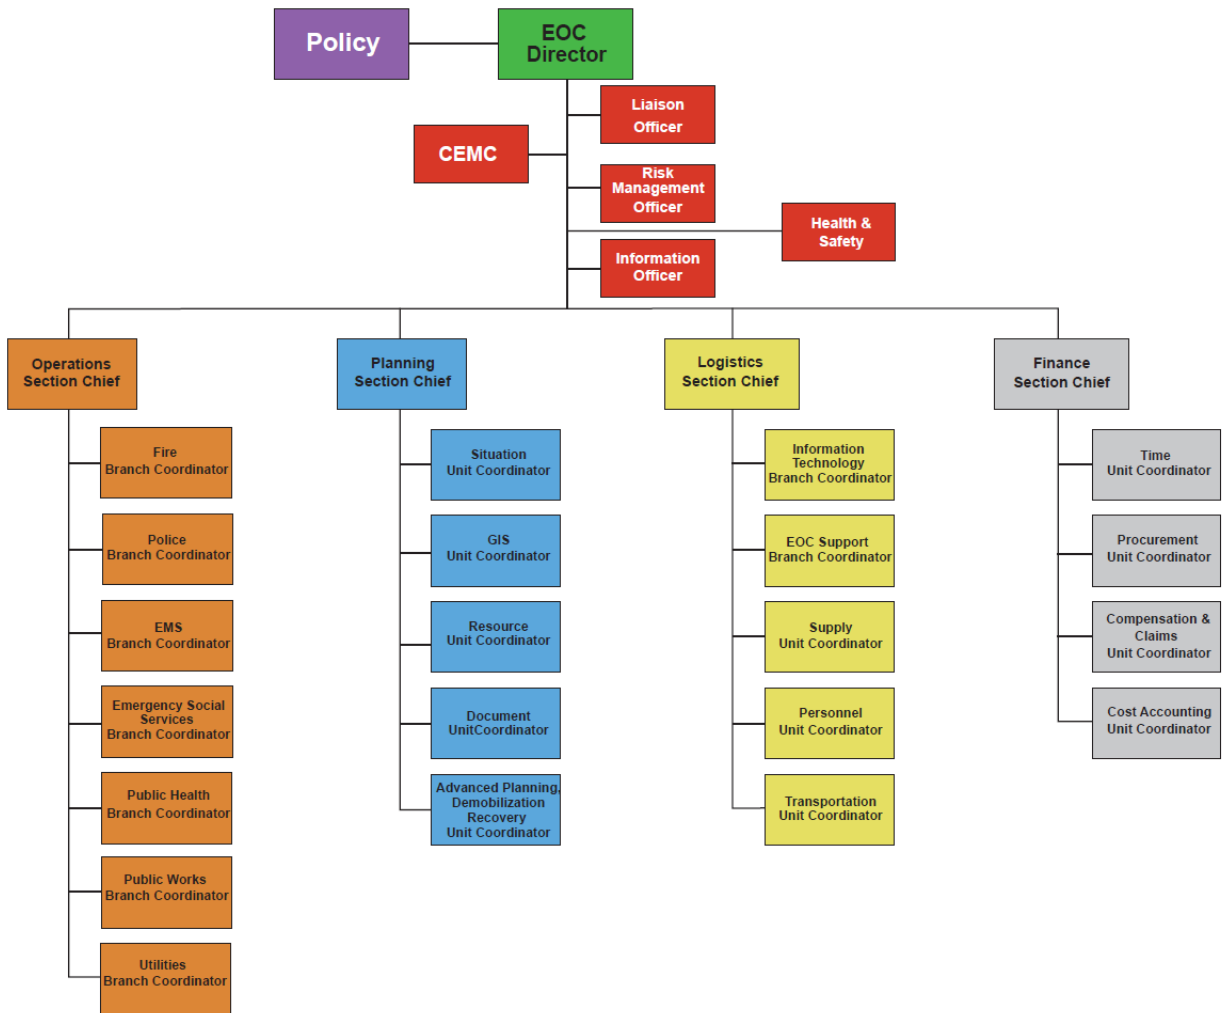 Policy
EOC
Director
Liaison
Officer
CEMC
Risk
Management
Officer
Health &
Safety
Information
Officer
Operations
Section Chief
Planning
Section Chief
Logistics
Section Chief
Finance
Section Chief
Fire
Branch Coordinator
Police
Branch Coordinator
EMS
Branch Coordinator
Emergency Social
Services
Branch Coordinator
Public Health
Branch Coordinator
Public Works
Branch Coordinator
Utilities
Branch Coordinator
Situation
Unit Coordinator
GIS
Unit Coordinator
Resource
Unit Coordinator
Document
UnitCoordinator
Advanced Planning,
Demobilization
Recovery
Unit Coordinator
Information
Technology
Branch Coordinator
EOC Support
Branch Coordinator
Supply
Unit Coordinator
Personnel
Unit Coordinator
Transportation
Unit Coordinator
Time
Unit Coordinator
Procurement
Unit Coordinator
Compensation &
Claims
Unit Coordinator
Cost Accounting
Unit Coordinator